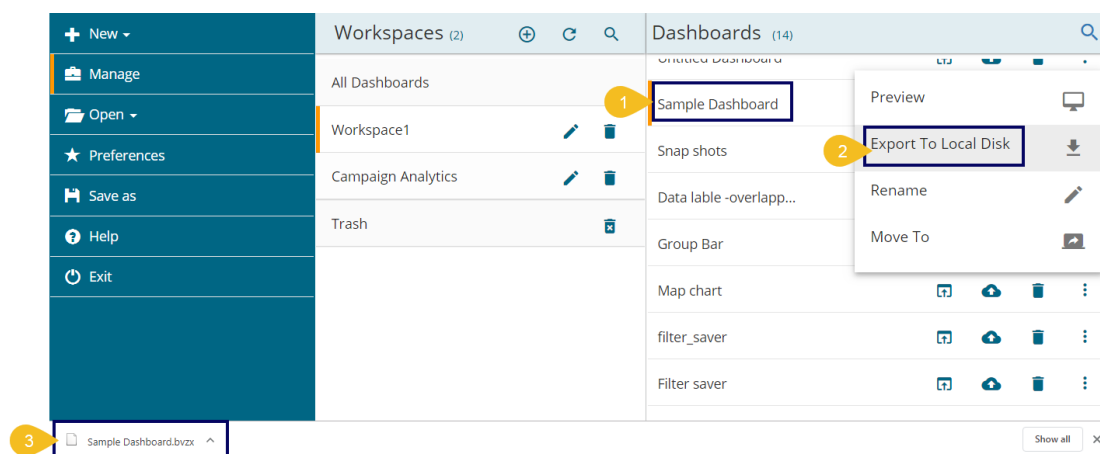 New
Manage
Open
Preferences
Save as
Help
Exit
Workspaces (2)
All Dashboards
Workspace1
Campaign Analytics
Trash
Dashboards (14)
Untitled Dashboard
1
Sample Dashboard
Snap shots
Data lable -overlapp...
Group Bar
Map chart
filter_saver
Filter saver
Preview
2
Export To Local Disk
Rename
Move To
3
Sample Dashboard.bvzx
Show all